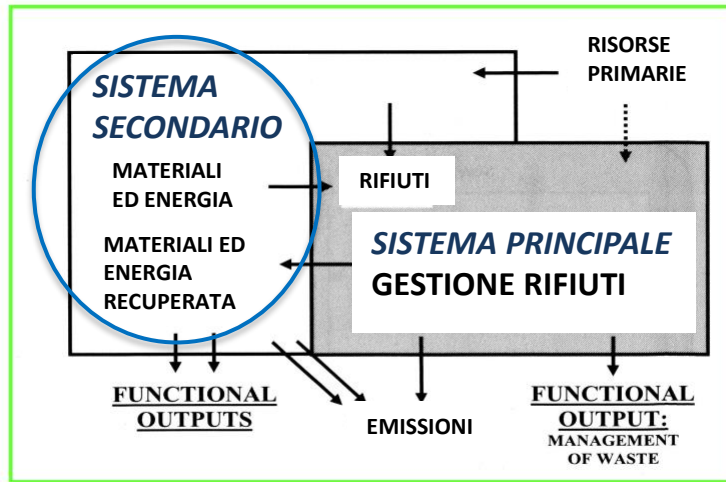 RISORSE
PRIMARIE
SISTEMA
SECONDARIO
MATERIALI
ED ENERGIA
RIFIUTI
MATERIALI ED
ENERGIA
RECUPERATA
SISTEMA PRINCIPALE
GESTIONE RIFIUTI
FUNCTIONAL
OUTPUTS
EMISSIONI
FUNCTIONAL
OUTPUT:
MANAGEMENT
OF WASTE